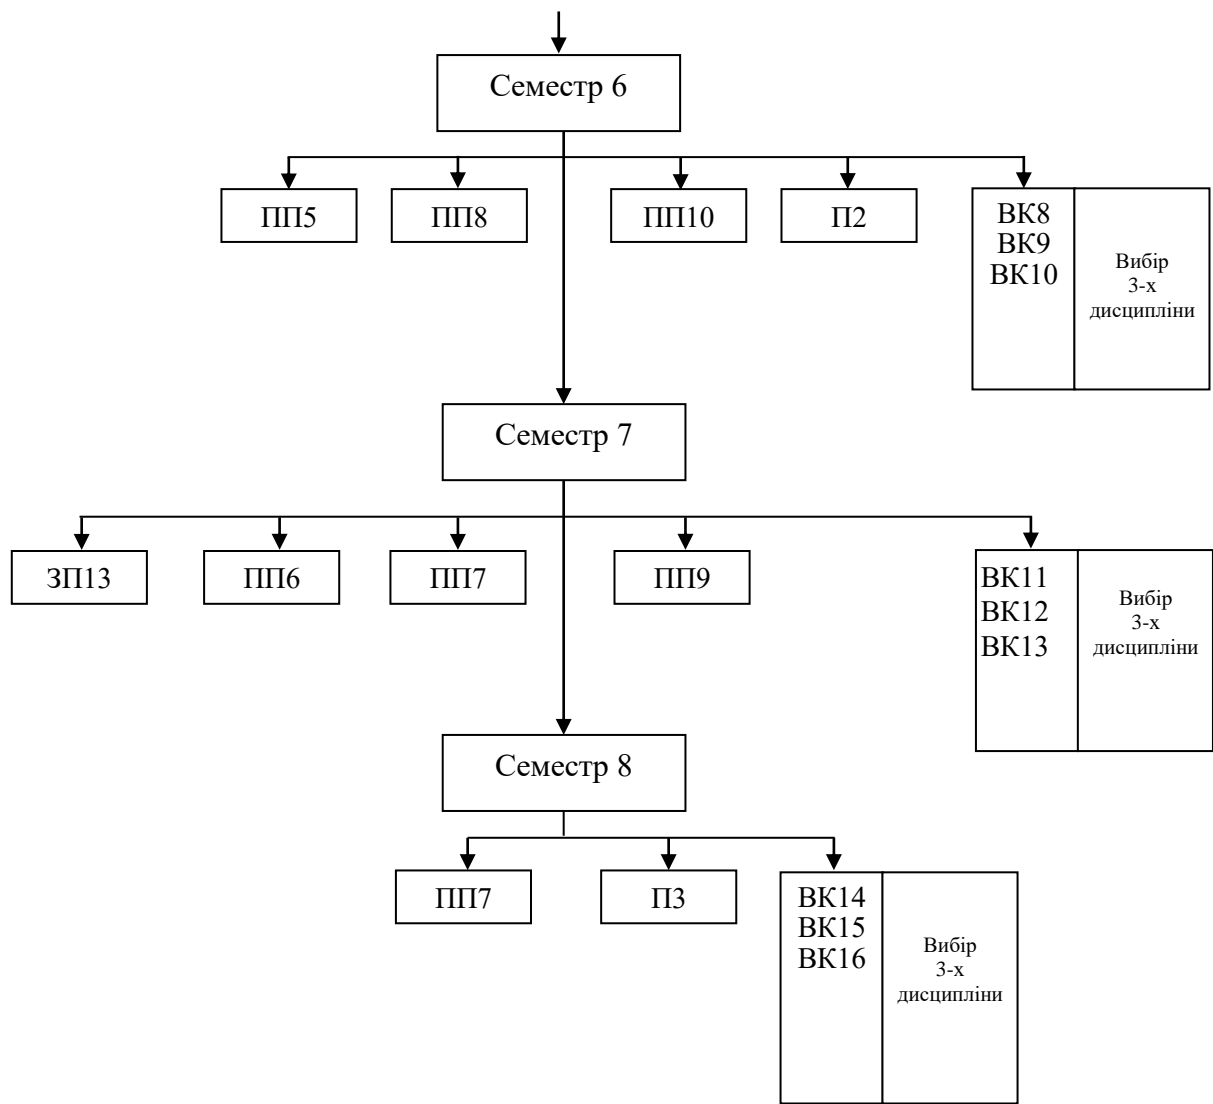 Семестр 6
ПП5
ПП8
ПП10
П2
ВК8
ВК9
ВК10
Вибір
3-х
дисципліни
Семестр 7
ЗП13
ПП6
ПП7
ПП9
ВК11
ВК12
ВК13
Вибір
3-х
дисципліни
Семестр 8
ПП7
П3
ВК14
ВК15
ВК16
Вибір
3-х
дисципліни